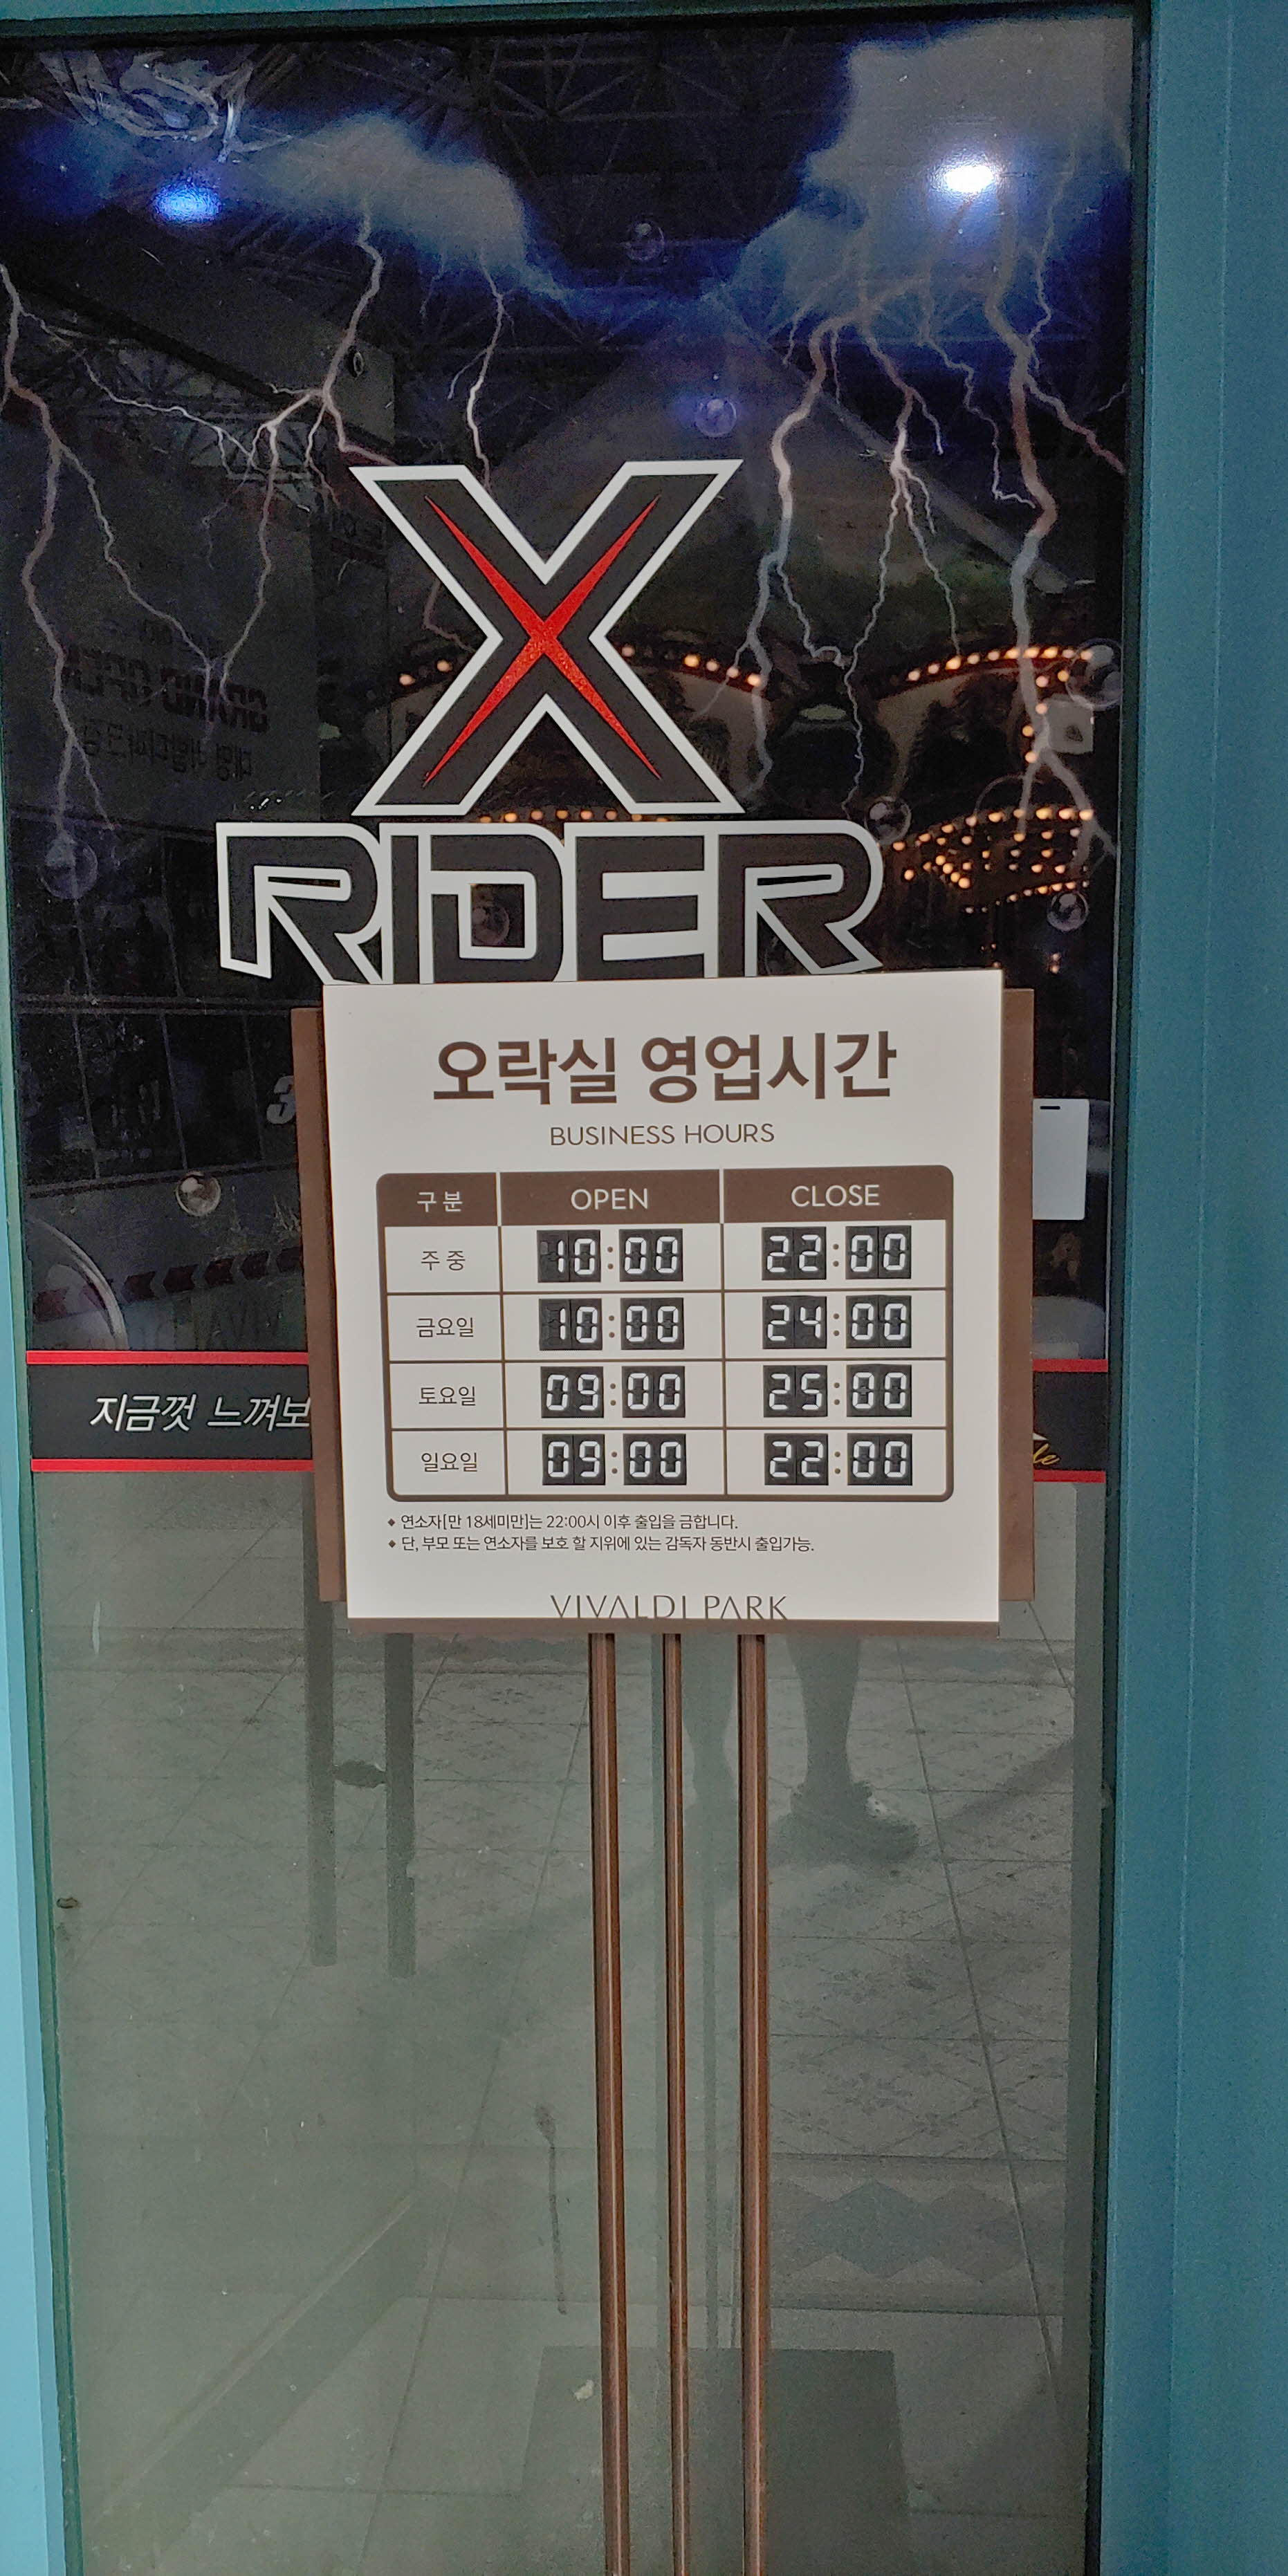 X
RIDER
오락실 영업시간
BUSINESS HOURS
구분 OPEN CLOSE
주중 10:00 22:00
금요일 10:00 24:00
토요일 09:00 25:00
일요일 09:00 22:00
지금껏 느껴보
◆ 연소자[만 18세미만]는 22:00시 이후 출입을 금합니다.
◆ 단, 부모 또는 연소자를 보호 할 지위에 있는 감독자 동반시 출입가능.
VIVALDI PARK